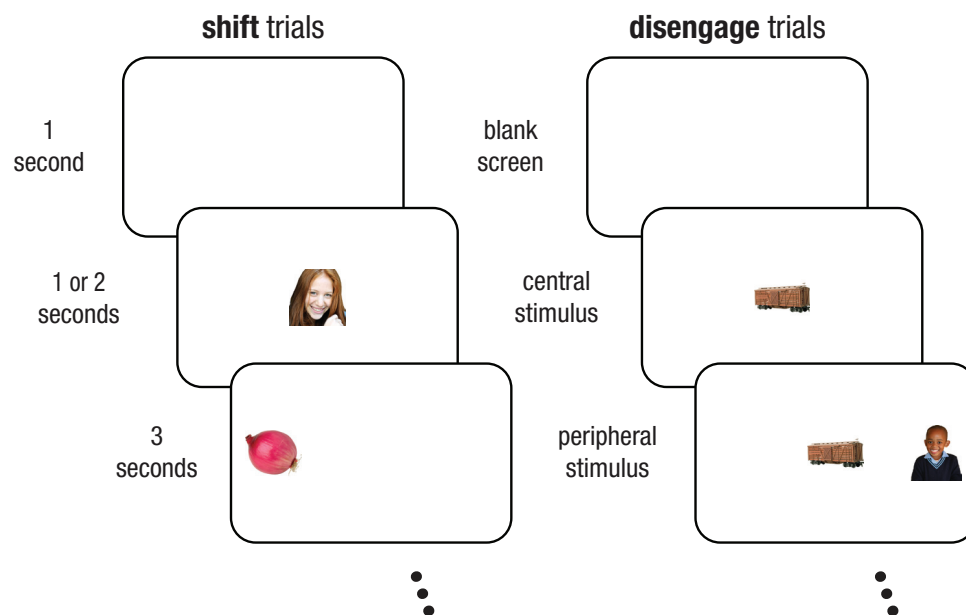 shift trials
disengage trials
1
second
blank
screen
1 or 2
seconds
central
stimulus
3
seconds
peripheral
stimulus